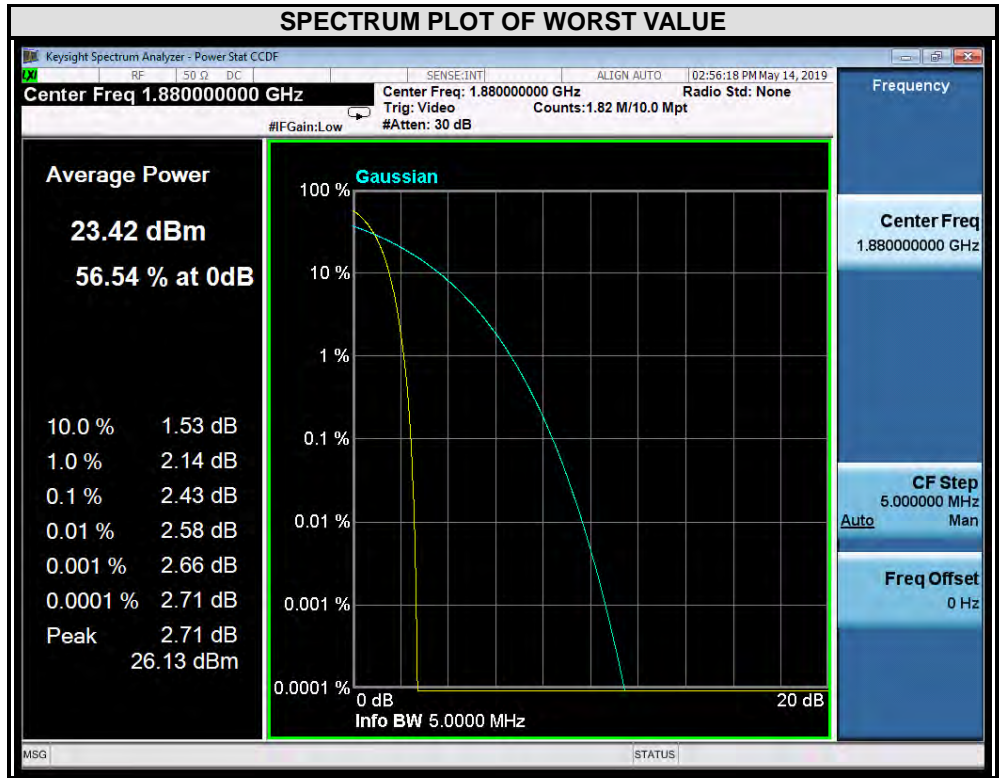 SPECTRUM PLOT OF WORST VALUE
Keysight Spectrum Analyzer - Power Stat CCDF
LXI RF 50 Ω DC SENSE:INT ALIGN AUTO 02:56:18 PM May 14, 2019
Center Freq 1.880000000 GHz
Center Freq: 1.880000000 GHz Radio Std: None
Trig: Video Counts:1.82 M/10.0 Mpt
#IFGain:Low #Atten: 30 dB
Average Power
23.42 dBm
56.54 % at 0dB
10.0 % 1.53 dB
1.0 % 2.14 dB
0.1 % 2.43 dB
0.01 % 2.58 dB
0.001 % 2.66 dB
0.0001 % 2.71 dB
Peak 2.71 dB
26.13 dBm
Gaussian
100 %
10 %
1 %
0.1 %
0.01 %
0.001 %
0.0001 %
0 dB 20 dB
Info BW 5.0000 MHz
Frequency
Center Freq
1.880000000 GHz
CF Step
5.000000 MHz
Auto Man
Freq Offset
0 Hz
MSG STATUS